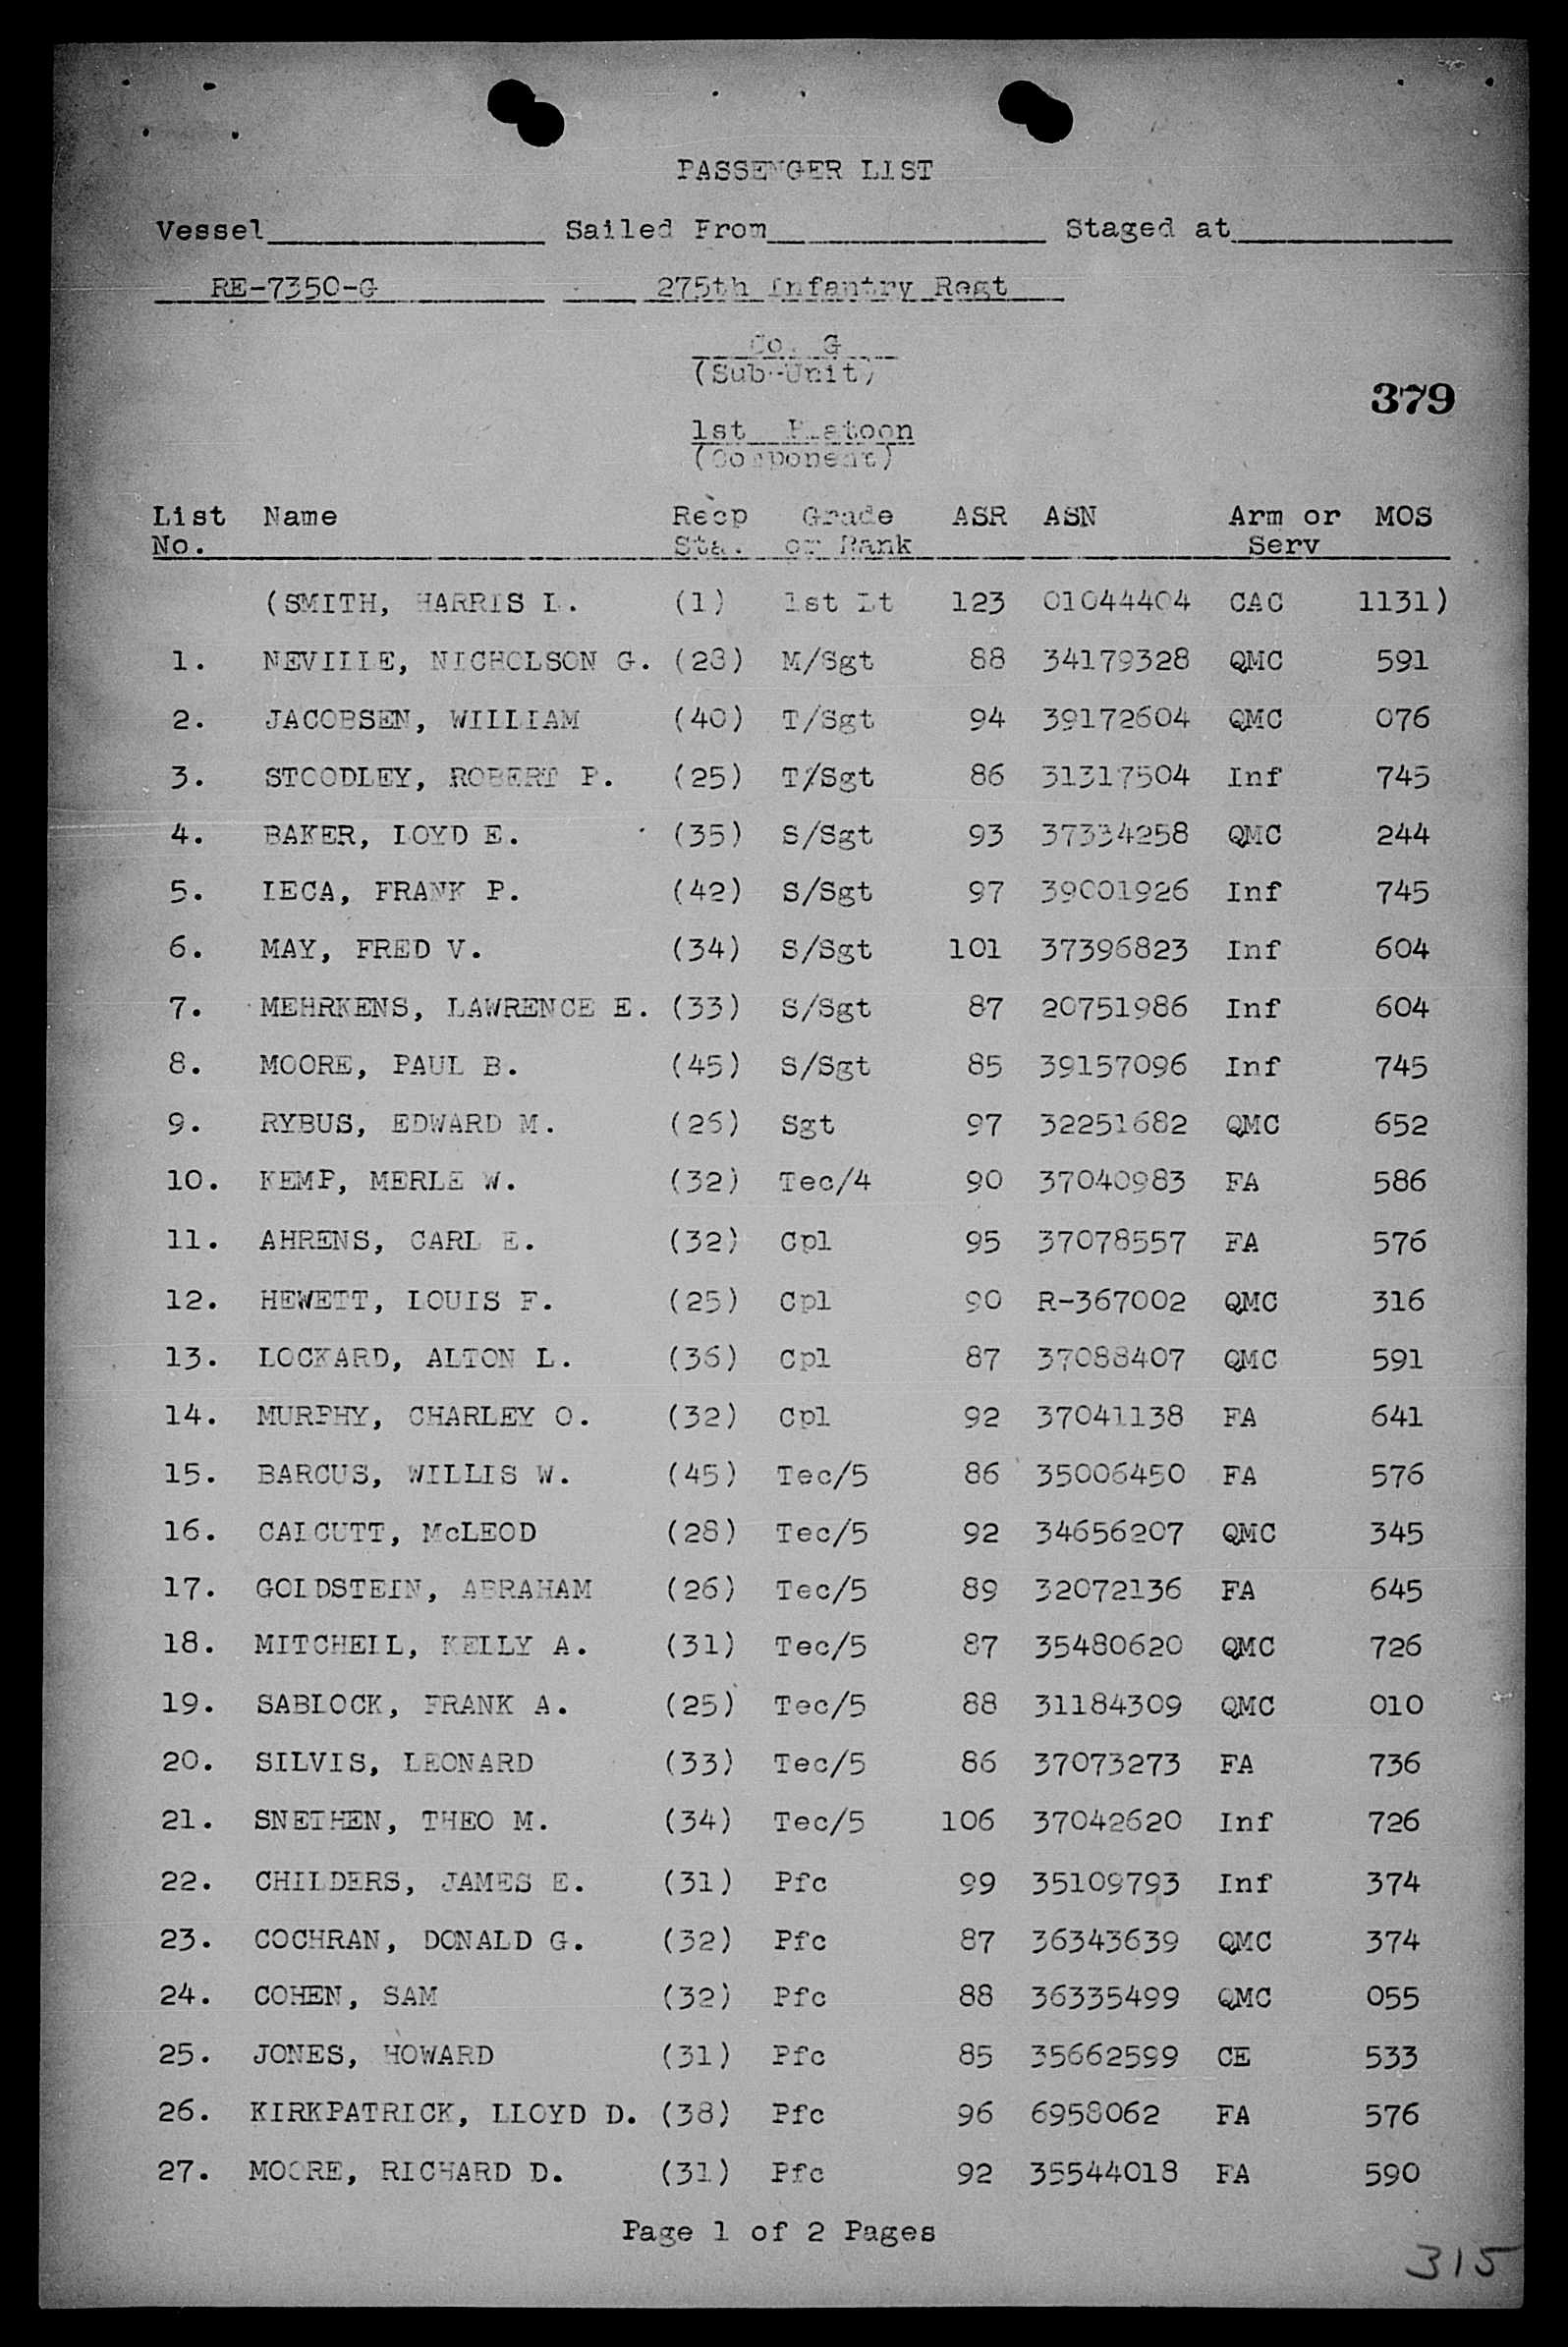 PASSENGER LIST
Vessel Sailed From Staged at
RE-7350-G 275th Infantry Regt
Co. G
(Sub-Unit)
379
1st Platoon
(Component)
List Name Recp Grade ASR ASN Arm or MOS
No. Sta. or Rank Serv
(SMITH, HARRIS L. (1) 1st Lt 123 01044404 CAC 1131)
1. NEVILLE, NICHOLSON G. (28) M/Sgt 88 34179328 QMC 591
2. JACOBSEN, WILLIAM (40) T/Sgt 94 39172604 QMC 076
3. STOODLEY, ROBERT P. (25) T/Sgt 86 31317504 Inf 745
4. BAKER, LOYD E. (35) S/Sgt 93 37334258 QMC 244
5. LECA, FRANK P. (42) S/Sgt 97 39001926 Inf 745
6. MAY, FRED V. (34) S/Sgt 101 37396823 Inf 604
7. MEHRKENS, LAWRENCE E. (33) S/Sgt 87 20751986 Inf 604
8. MOORE, PAUL B. (45) S/Sgt 85 39157096 Inf 745
9. RYBUS, EDWARD M. (26) Sgt 97 32251682 QMC 652
10. KEMP, MERLE W. (32) Tec/4 90 37040983 FA 586
11. AHRENS, CARL E. (32) Cpl 95 37078557 FA 576
12. HEWETT, LOUIS F. (25) Cpl 90 R-367002 QMC 316
13. LOCKARD, ALTON L. (36) Cpl 87 37088407 QMC 591
14. MURPHY, CHARLEY O. (32) Cpl 92 37041138 FA 641
15. BARCUS, WILLIS W. (45) Tec/5 86 35006450 FA 576
16. CALCUTT, McLEOD (28) Tec/5 92 34656207 QMC 345
17. GOLDSTEIN, ABRAHAM (26) Tec/5 89 32072136 FA 645
18. MITCHELL, KELLY A. (31) Tec/5 87 35480620 QMC 726
19. SABLOCK, FRANK A. (25) Tec/5 88 31184309 QMC 010
20. SILVIS, LEONARD (33) Tec/5 86 37073273 FA 736
21. SNETHEN, THEO M. (34) Tec/5 106 37042620 Inf 726
22. CHILDERS, JAMES E. (31) Pfc 99 35109793 Inf 374
23. COCHRAN, DONALD G. (32) Pfc 87 36343639 QMC 374
24. COHEN, SAM (32) Pfc 88 36335499 QMC 055
25. JONES, HOWARD (31) Pfc 85 35662599 CE 533
26. KIRKPATRICK, LLOYD D. (38) Pfc 96 6958062 FA 576
27. MOORE, RICHARD D. (31) Pfc 92 35544018 FA 590
Page 1 of 2 Pages
315